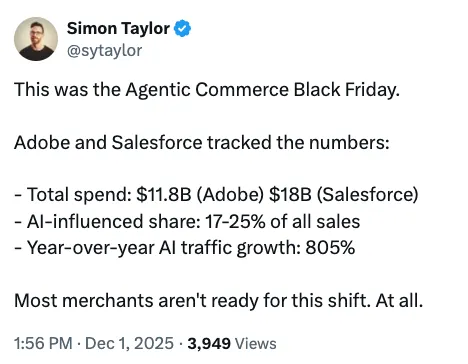 Simon Taylor
@sytaylor
This was the Agentic Commerce Black Friday.
Adobe and Salesforce tracked the numbers:
- Total spend: $11.8B (Adobe) $18B (Salesforce)
- AI-influenced share: 17-25% of all sales
- Year-over-year AI traffic growth: 805%
Most merchants aren't ready for this shift. At all.
1:56 PM · Dec 1, 2025 · 3,949 Views